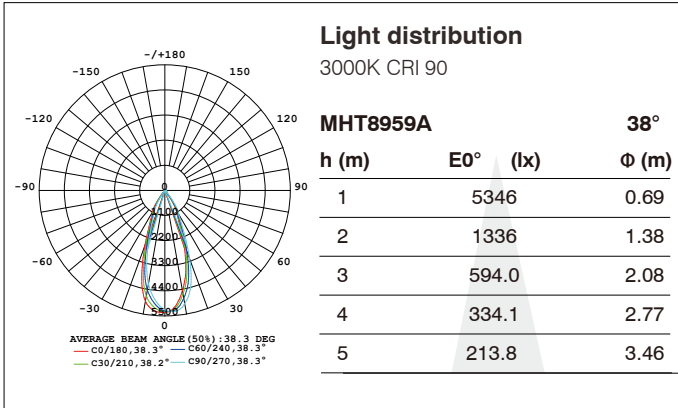 Light distribution
3000K CRI 90
-/+180
-150 150
-120 120
-90 90
-60 60
-30 30
0
0
1100
2200
3300
4400
5500
AVERAGE BEAM ANGLE(50%):38.3 DEG
C0/180,38.3° C60/240,38.3°
C30/210,38.2° C90/270,38.3°
MHT8959A 38°
h (m) E0° (lx) Φ (m)
1 5346 0.69
2 1336 1.38
3 594.0 2.08
4 334.1 2.77
5 213.8 3.46